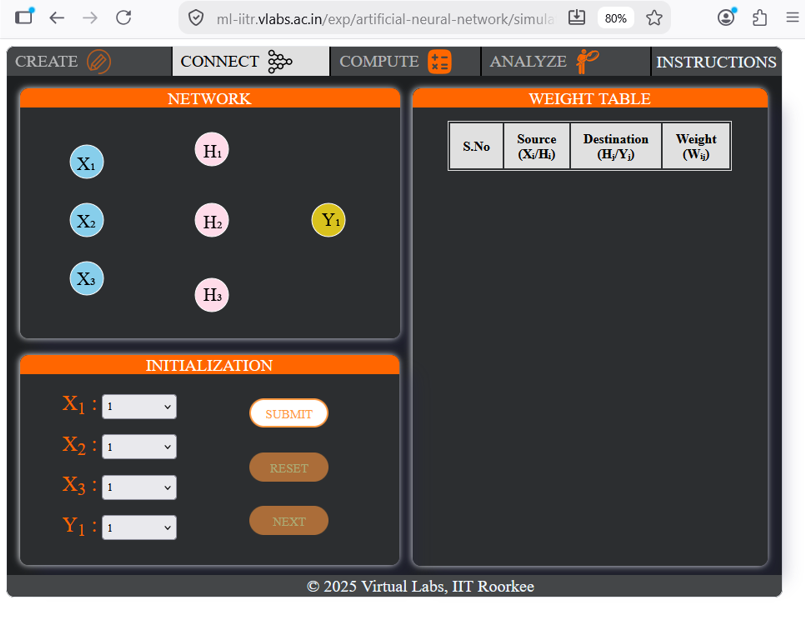 ml-iitr.vlabs.ac.in/exp/artificial-neural-network/simula
80%
CREATE CONNECT COMPUTE ANALYZE INSTRUCTIONS
NETWORK
X1
X2
X3
H1
H2
H3
Y1
INITIALIZATION
X1 : 1
X2 : 1
X3 : 1
Y1 : 1
SUBMIT
RESET
NEXT
WEIGHT TABLE
S.No Source (Xi/Hi) Destination (Hj/Yj) Weight (Wij)
© 2025 Virtual Labs, IIT Roorkee